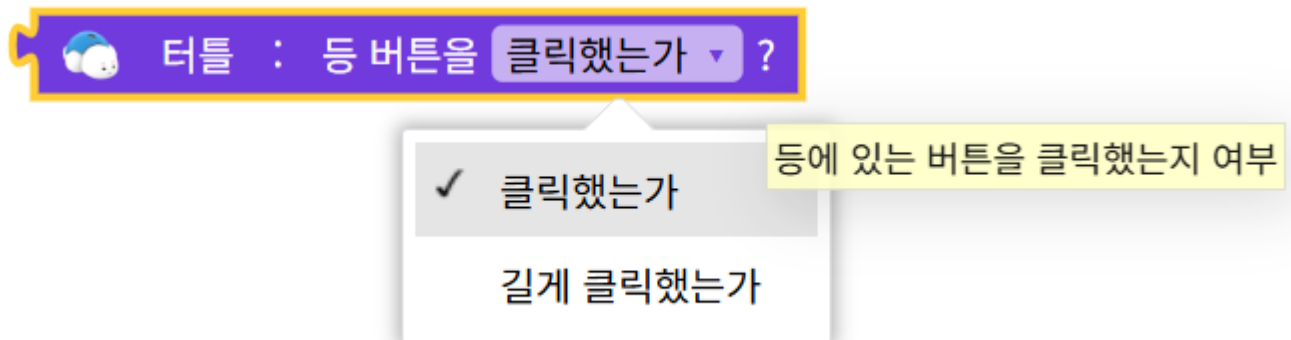 터틀 : 등 버튼을 클릭했는가 ▼ ?
등에 있는 버튼을 클릭했는지 여부
✓ 클릭했는가
길게 클릭했는가